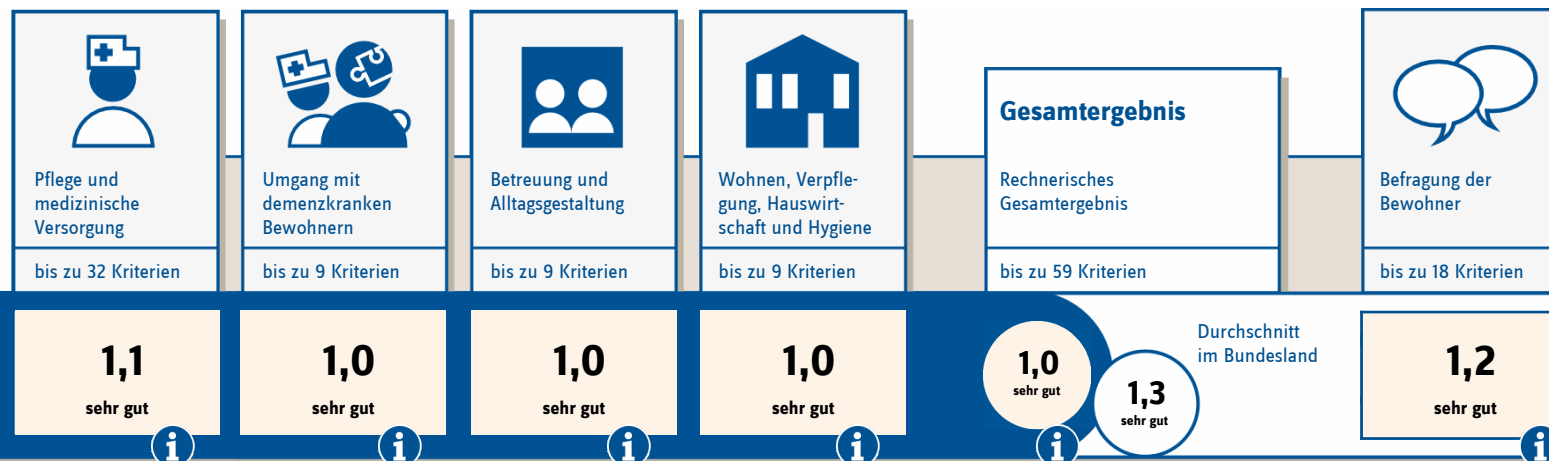 Pflege und
medizinische
Versorgung
bis zu 32 Kriterien
1,1
sehr gut
i
Umgang mit
demenzkranken
Bewohnern
bis zu 9 Kriterien
1,0
sehr gut
i
Betreuung und
Alltagsgestaltung
bis zu 9 Kriterien
1,0
sehr gut
i
Wohnen, Verpfle-
gung, Hauswirt-
schaft und Hygiene
bis zu 9 Kriterien
1,0
sehr gut
i
Gesamtergebnis
Rechnerisches
Gesamtergebnis
bis zu 59 Kriterien
1,0
sehr gut
i
1,3
sehr gut
Durchschnitt
im Bundesland
Befragung der
Bewohner
bis zu 18 Kriterien
1,2
sehr gut
i